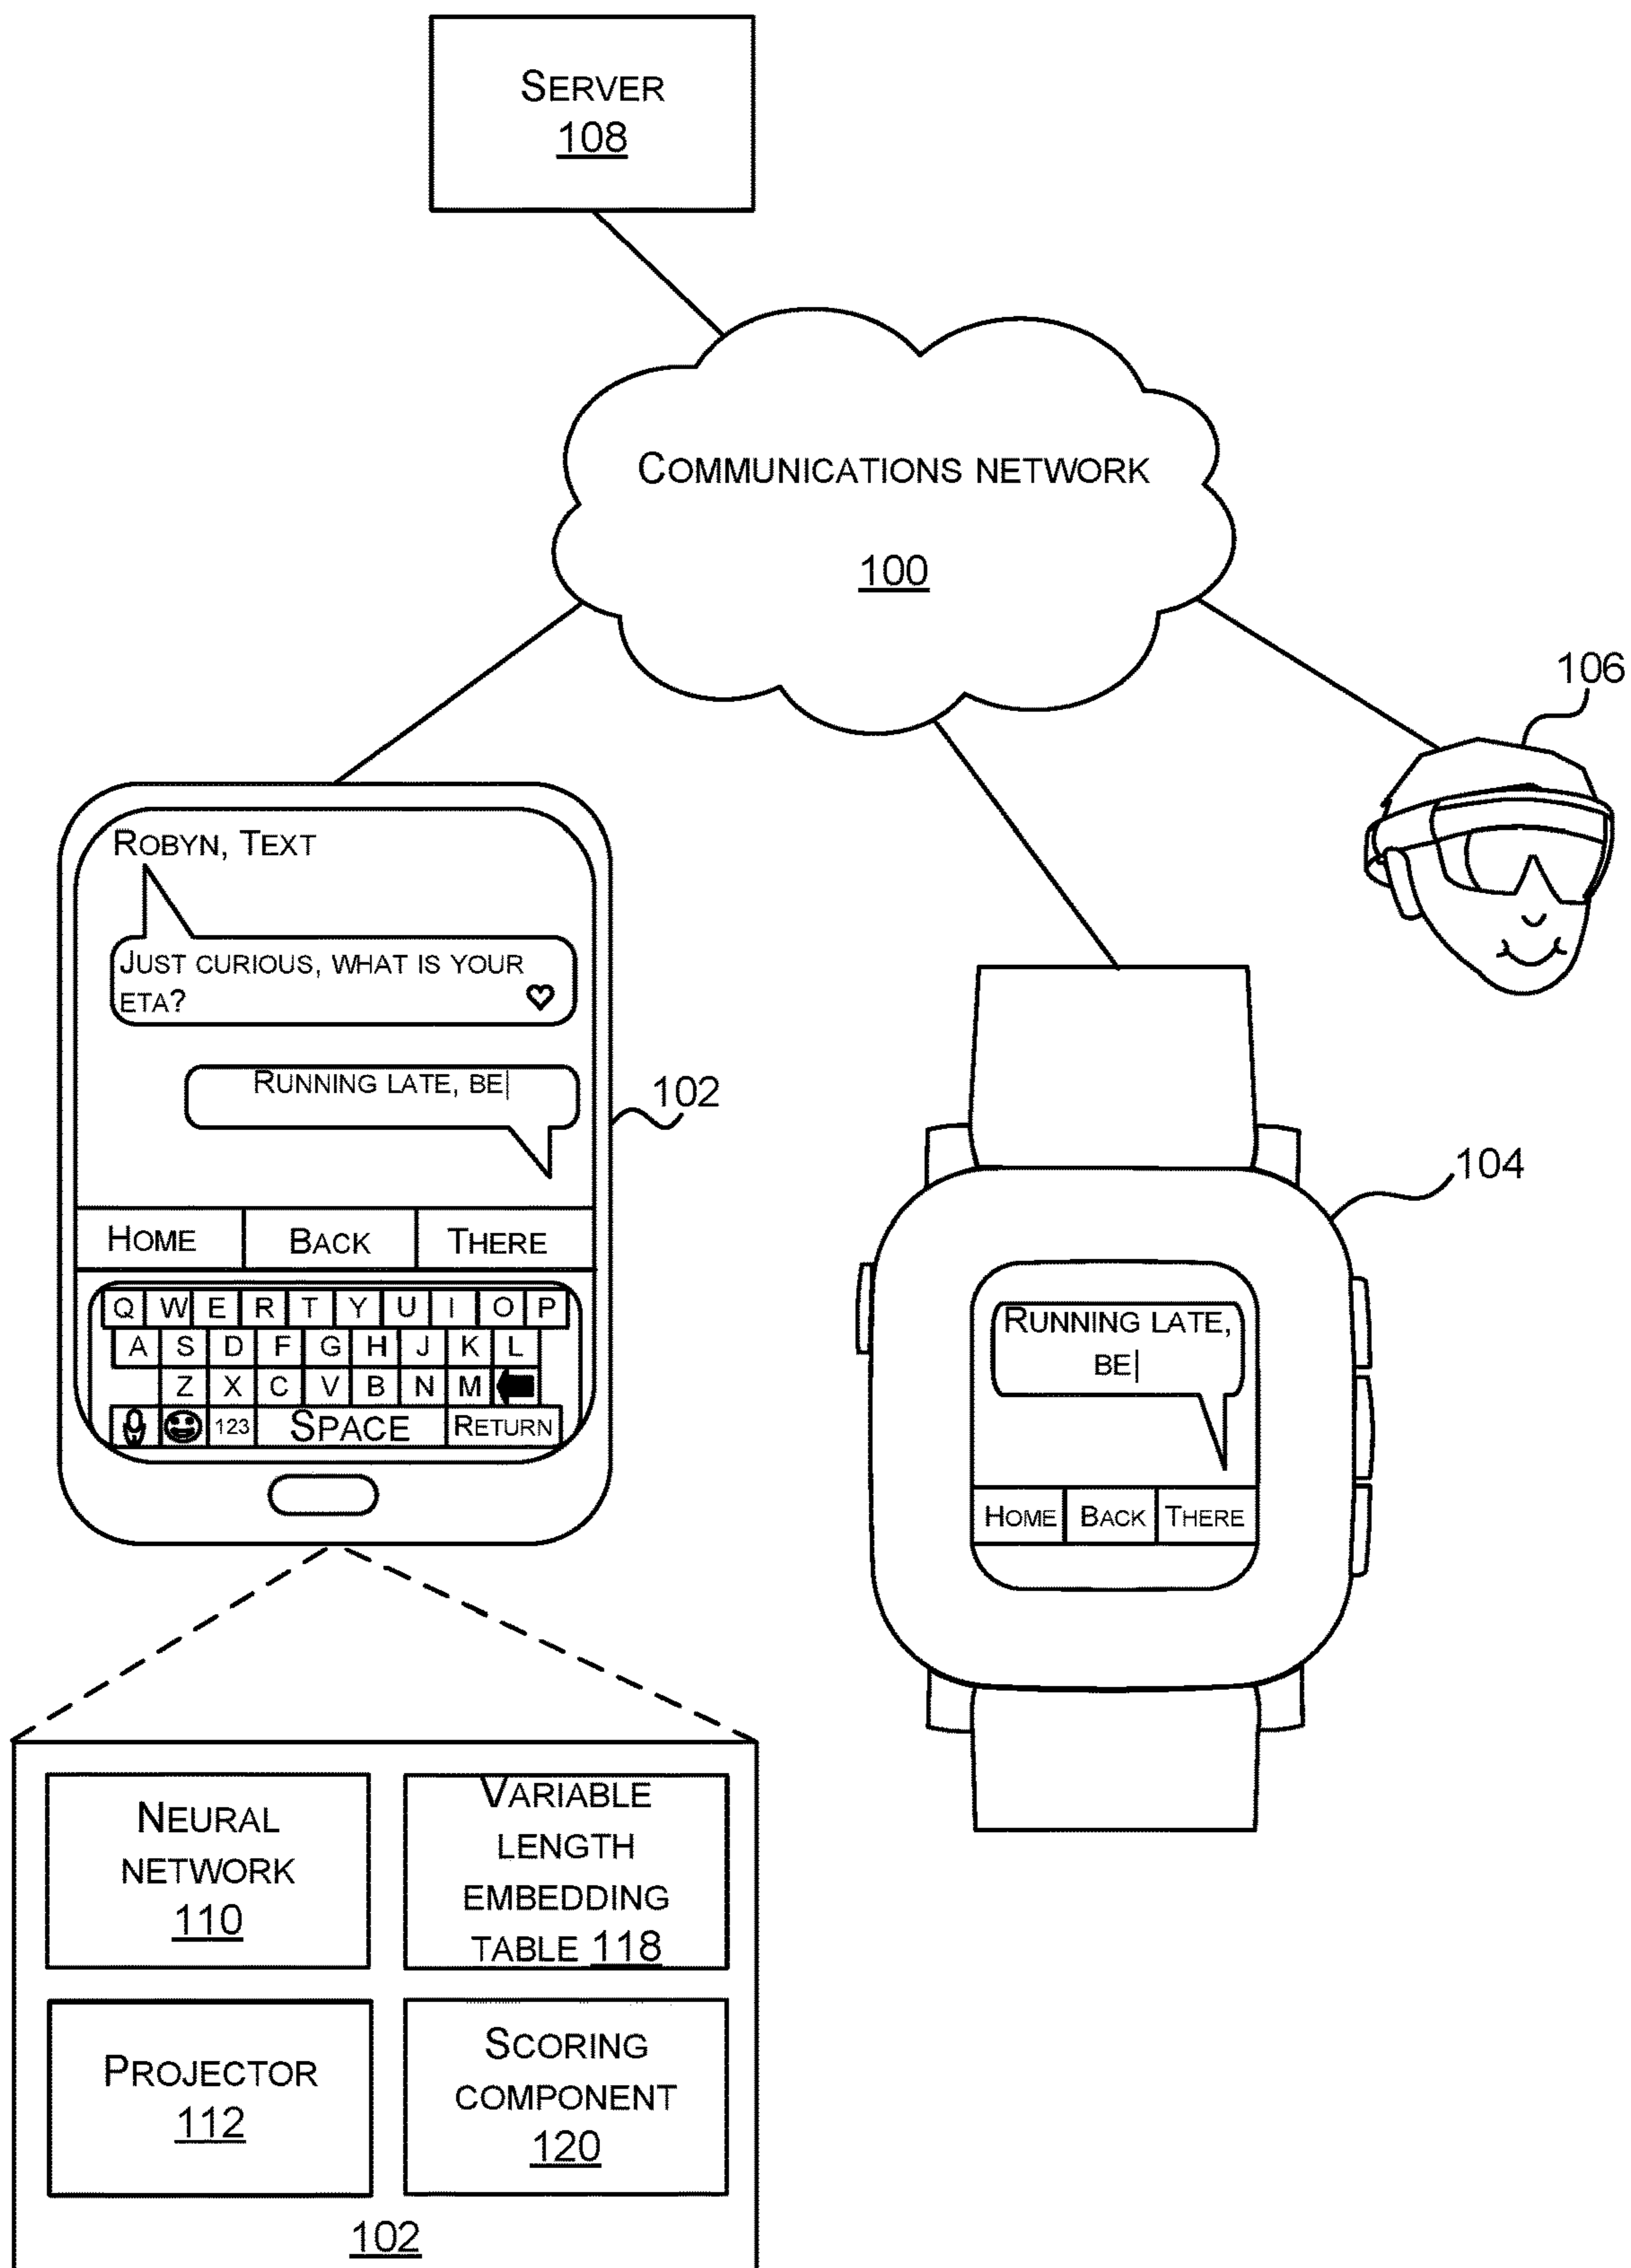 SERVER
108
COMMUNICATIONS NETWORK
100
106
ROBYN, TEXT
JUST CURIOUS, WHAT IS YOUR
ETA?
RUNNING LATE, BE|
102
HOME BACK THERE
Q W E R T Y U I O P
A S D F G H J K L
Z X C V B N M
123 SPACE RETURN
104
RUNNING LATE,
BE|
HOME BACK THERE
NEURAL
NETWORK
110
VARIABLE
LENGTH
EMBEDDING
TABLE 118
PROJECTOR
112
SCORING
COMPONENT
120
102